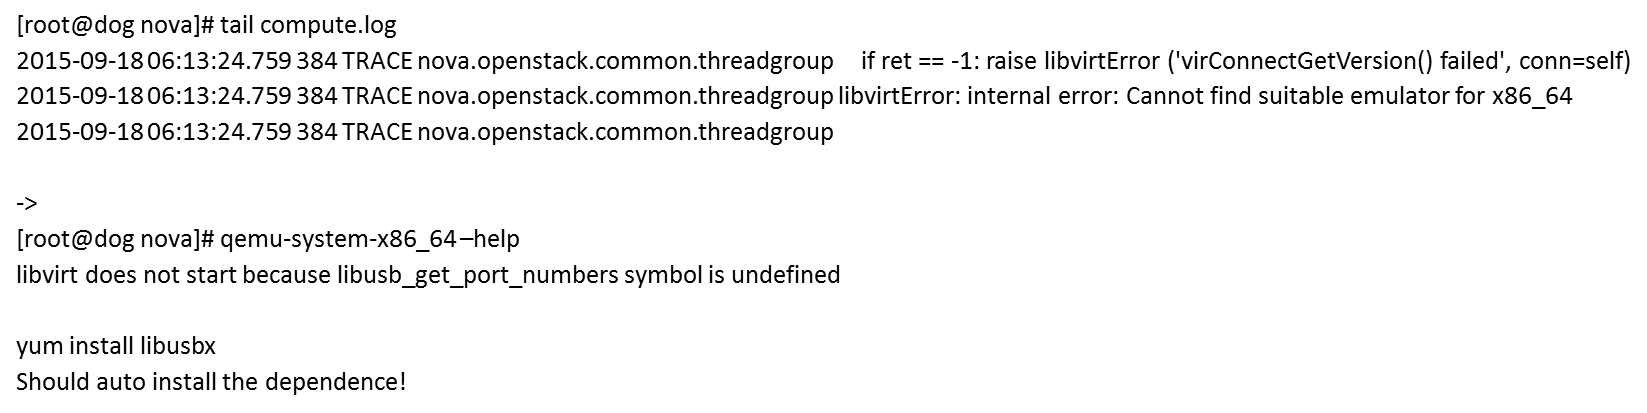 [root@dog nova]# tail compute.log
2015-09-18 06:13:24.759 384 TRACE nova.openstack.common.threadgroup if ret == -1: raise libvirtError ('virConnectGetVersion() failed', conn=self)
2015-09-18 06:13:24.759 384 TRACE nova.openstack.common.threadgroup libvirtError: internal error: Cannot find suitable emulator for x86_64
2015-09-18 06:13:24.759 384 TRACE nova.openstack.common.threadgroup
->
[root@dog nova]# qemu-system-x86_64 –help
libvirt does not start because libusb_get_port_numbers symbol is undefined
yum install libusbx
Should auto install the dependence!